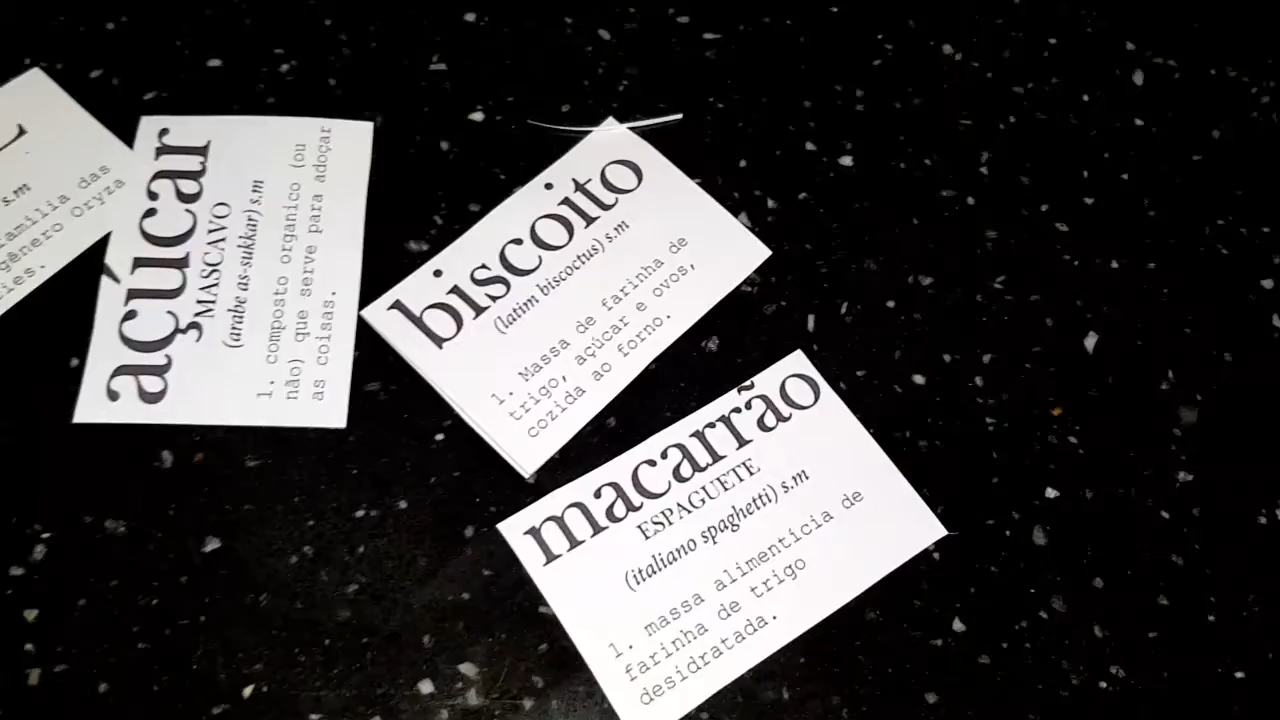 s.m
família das
gênero Oryza
açúcar
MASCAVO
(arabe as-sukkar) s.m
1. composto organico (ou
não) que serve para adoçar
as coisas.
biscoito
(latim biscoctus) s.m
1. Massa de farinha de
trigo, açúcar e ovos,
cozida ao forno.
macarrão
ESPAGUETE
(italiano spaghetti) s.m
1. massa alimentícia de
farinha de trigo
desidratada.